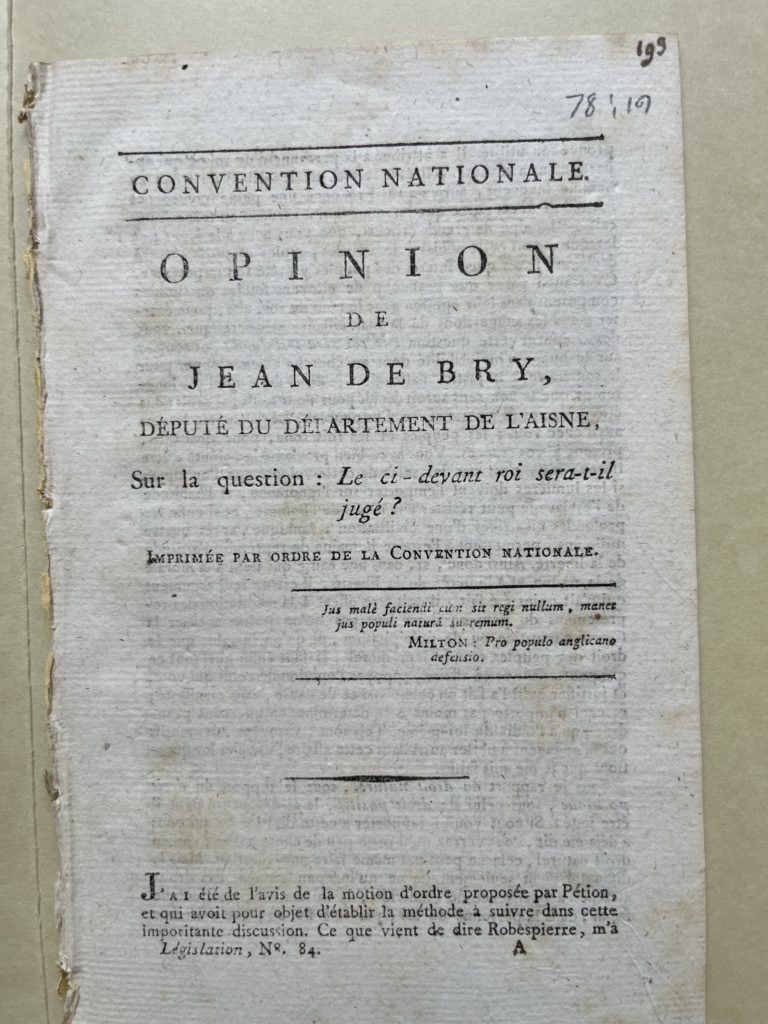 193
78:19
CONVENTION NATIONALE.
OPINION
DE
JEAN DE BRY,
DÉPUTÉ DU DÉPARTEMENT DE L'AISNE,
Sur la question : Le ci-devant roi sera-t-il
jugé ?
IMPRIMÉE PAR ORDRE DE LA CONVENTION NATIONALE.
Jus malè faciendi cùm sit regi nullum, manet
jus populi naturâ supremum.
MILTON : Pro populo anglicano
defensio.
J'AI été de l'avis de la motion d'ordre proposée par Pétion,
et qui avoit pour objet d'établir la méthode à suivre dans cette
imporitante discussion. Ce que vient de dire Robespierre, m'a
Législation, Nº. 84. A